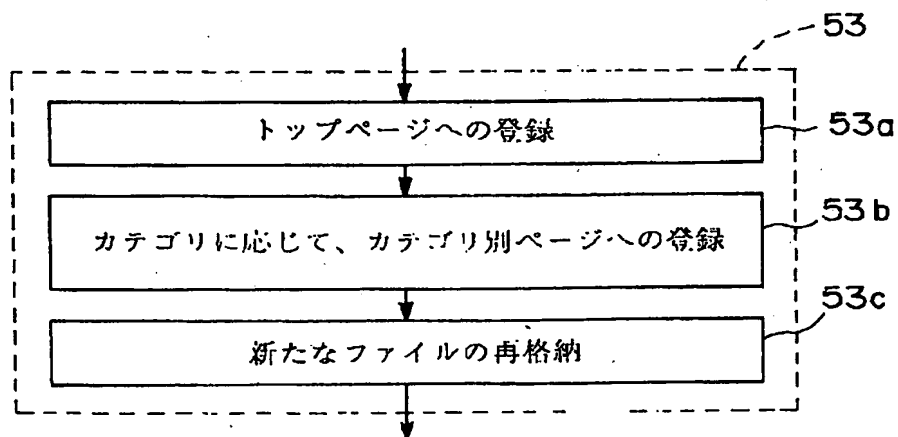 53
トップページへの登録
53a
カテゴリに応じて、カテゴリ別ページへの登録
53b
新たなファイルの再格納
53c